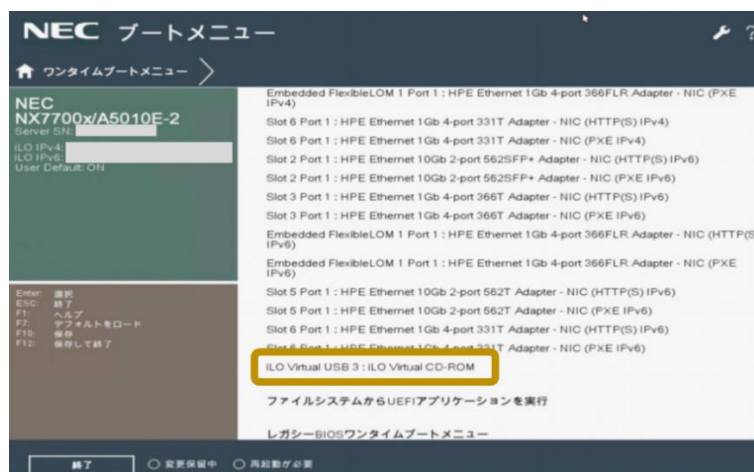 NEC ブートメニュー
?
ワンタイムブートメニュー
NEC
NX7700x/A5010E-2
Server SN:
iLO IPv4:
iLO IPv6:
User Default: ON
Enter: 選択
ESC: 終了
F1: ヘルプ
F7: デフォルトをロード
F10: 保存
F12: 保存して終了
Embedded FlexibleLOM 1 Port 1 : HPE Ethernet 1Gb 4-port 366FLR Adapter - NIC (PXE
IPv4)
Slot 6 Port 1 : HPE Ethernet 1Gb 4-port 331T Adapter - NIC (HTTP(S) IPv4)
Slot 6 Port 1 : HPE Ethernet 1Gb 4-port 331T Adapter - NIC (PXE IPv4)
Slot 2 Port 1 : HPE Ethernet 10Gb 2-port 562SFP+ Adapter - NIC (HTTP(S) IPv6)
Slot 2 Port 1 : HPE Ethernet 10Gb 2-port 562SFP+ Adapter - NIC (PXE IPv6)
Slot 3 Port 1 : HPE Ethernet 1Gb 4-port 366T Adapter - NIC (HTTP(S) IPv6)
Slot 3 Port 1 : HPE Ethernet 1Gb 4-port 366T Adapter - NIC (PXE IPv6)
Embedded FlexibleLOM 1 Port 1 : HPE Ethernet 1Gb 4-port 366FLR Adapter - NIC (HTTP(S
IPv6)
Embedded FlexibleLOM 1 Port 1 : HPE Ethernet 1Gb 4-port 366FLR Adapter - NIC (PXE
IPv6)
Slot 5 Port 1 : HPE Ethernet 10Gb 2-port 562T Adapter - NIC (HTTP(S) IPv6)
Slot 5 Port 1 : HPE Ethernet 10Gb 2-port 562T Adapter - NIC (PXE IPv6)
Slot 6 Port 1 : HPE Ethernet 1Gb 4-port 331T Adapter - NIC (HTTP(S) IPv6)
Slot 6 Port 1 : HPE Ethernet 1Gb 4-port 331T Adapter - NIC (PXE IPv6)
iLO Virtual USB 3 : iLO Virtual CD-ROM
ファイルシステムからUEFIアプリケーションを実行
レガシーBIOSワンタイムブートメニュー
終了
変更保留中
再起動が必要